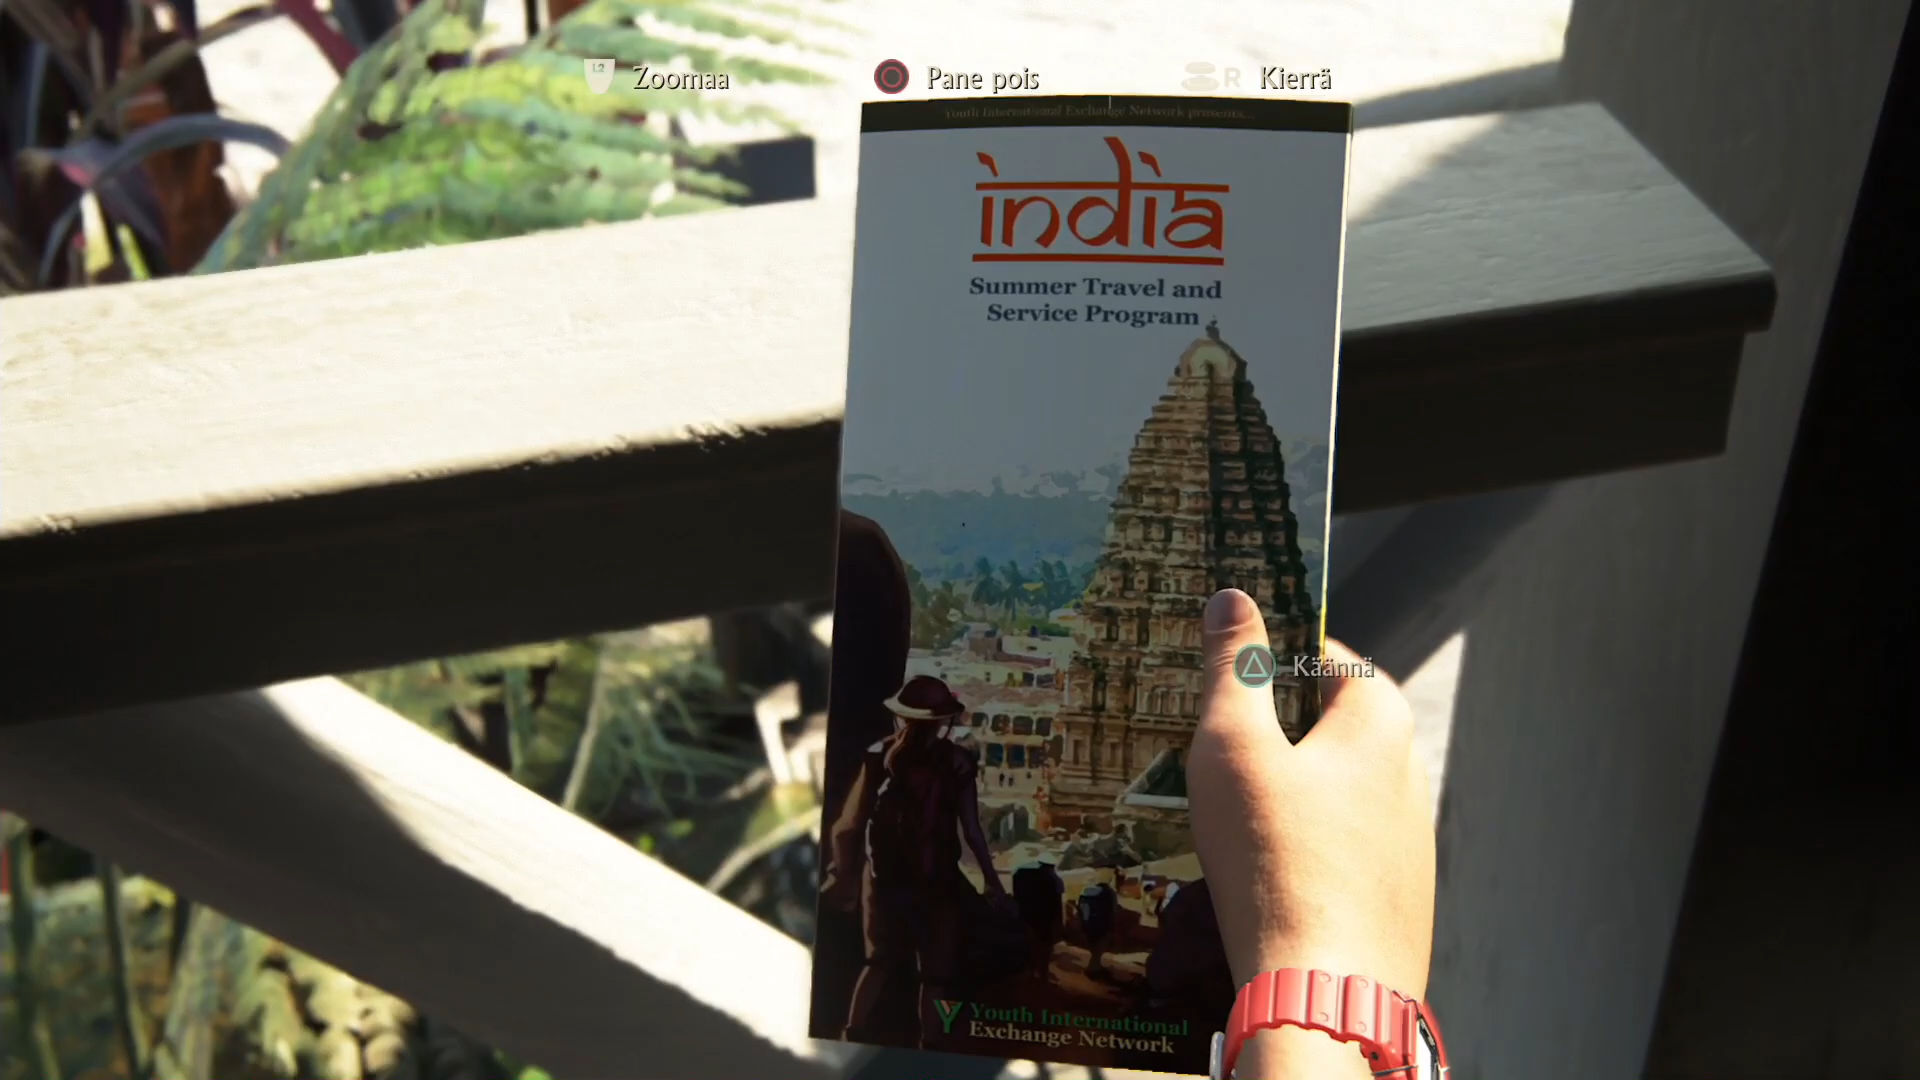 L2 Zoomaa
Pane pois
R Kierrä
Youth International Exchange Network presents...
india
Summer Travel and
Service Program
Käännä
Youth International
Exchange Network